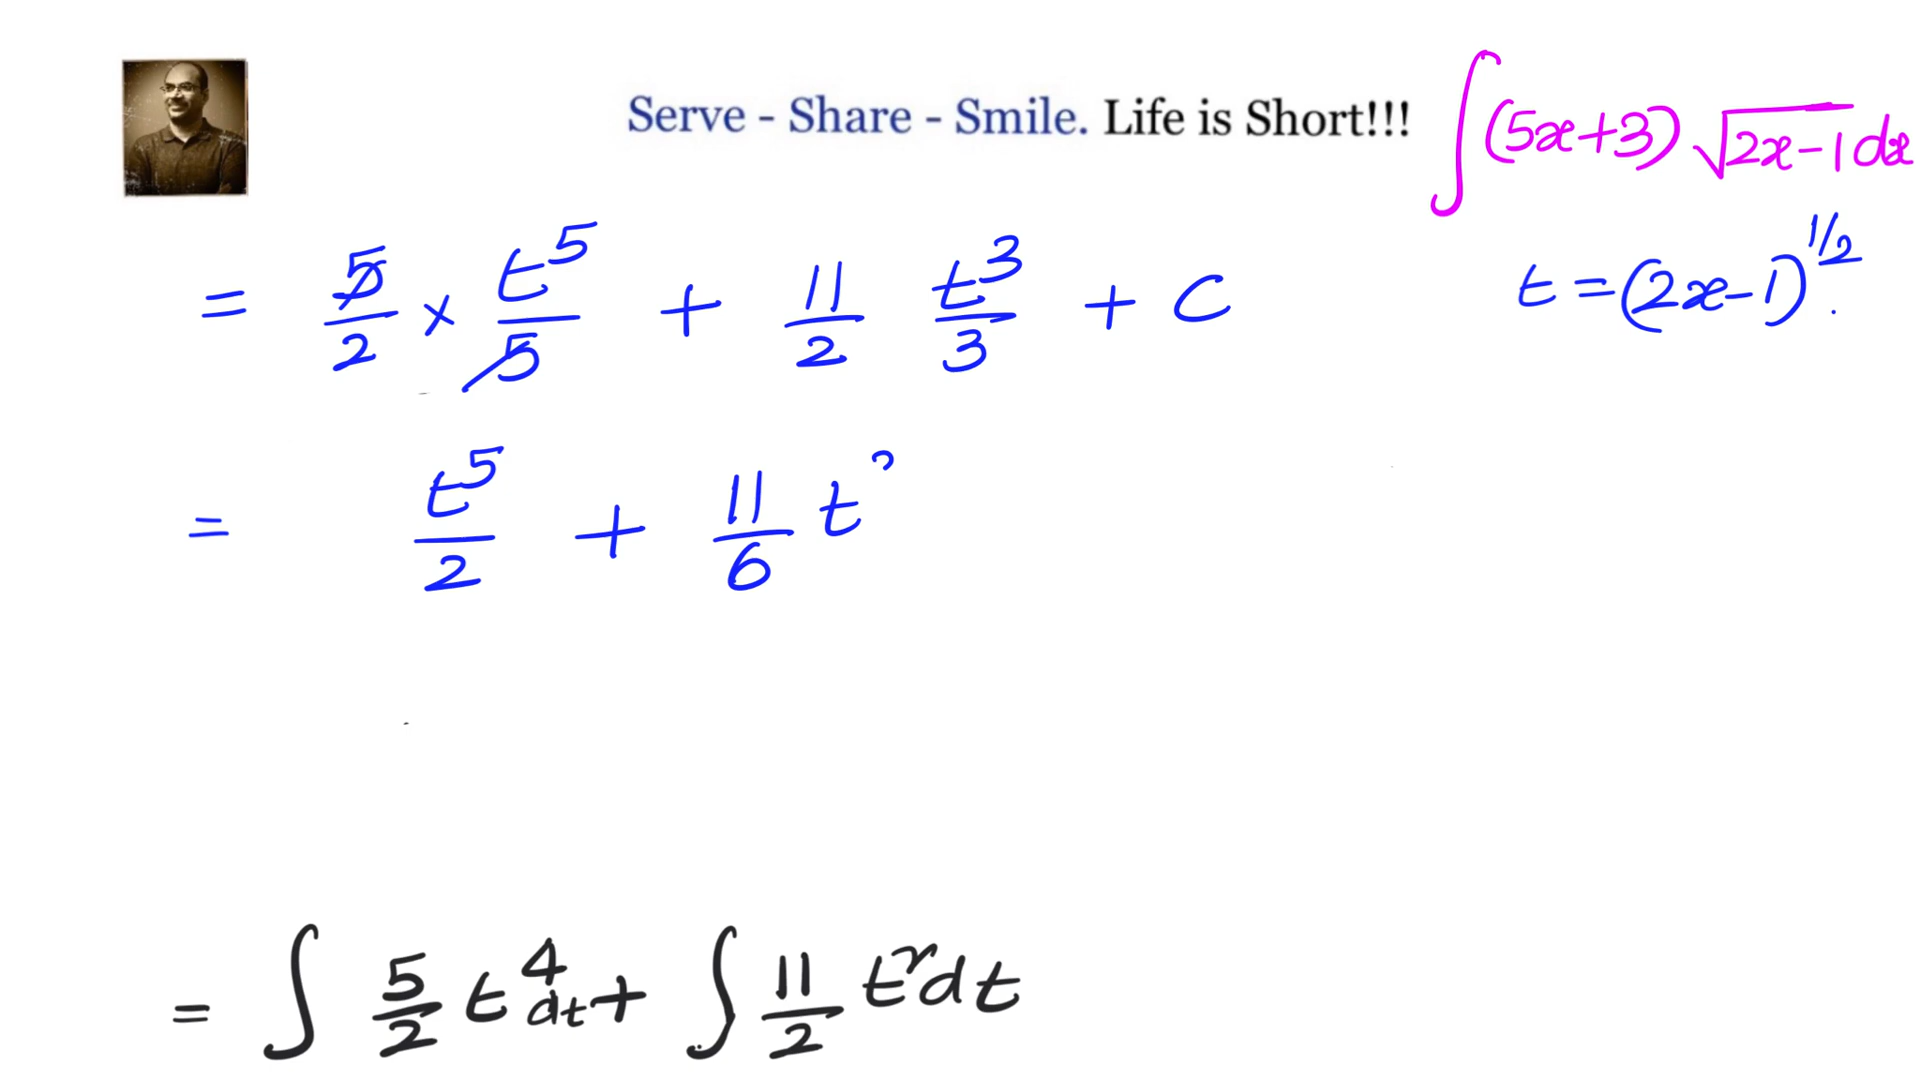 Serve - Share - Smile. Life is Short!!!
∫(5x+3) √(2x-1) dx
t = (2x-1)^1/2 .
= 5/2 × t^5/5 + 11/2 t^3/3 + C
= t^5/2 + 11/6 t
= ∫ 5/2 t^4 dt + ∫ 11/2 t^2 dt